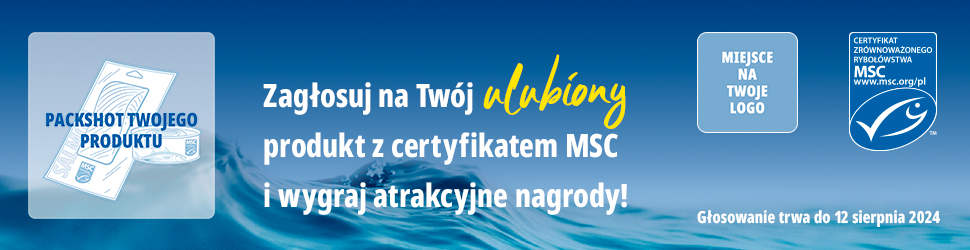 PACKSHOT TWOJEGO
PRODUKTU
Zagłosuj na Twój ulubiony
produkt z certyfikatem MSC
i wygraj atrakcyjne nagrody!
MIEJSCE
NA
TWOJE
LOGO
CERTYFIKAT
ZRÓWNOWAŻONEGO
RYBOŁÓWSTWA
MSC
www.msc.org/pl
TM
Głosowanie trwa do 12 sierpnia 2024